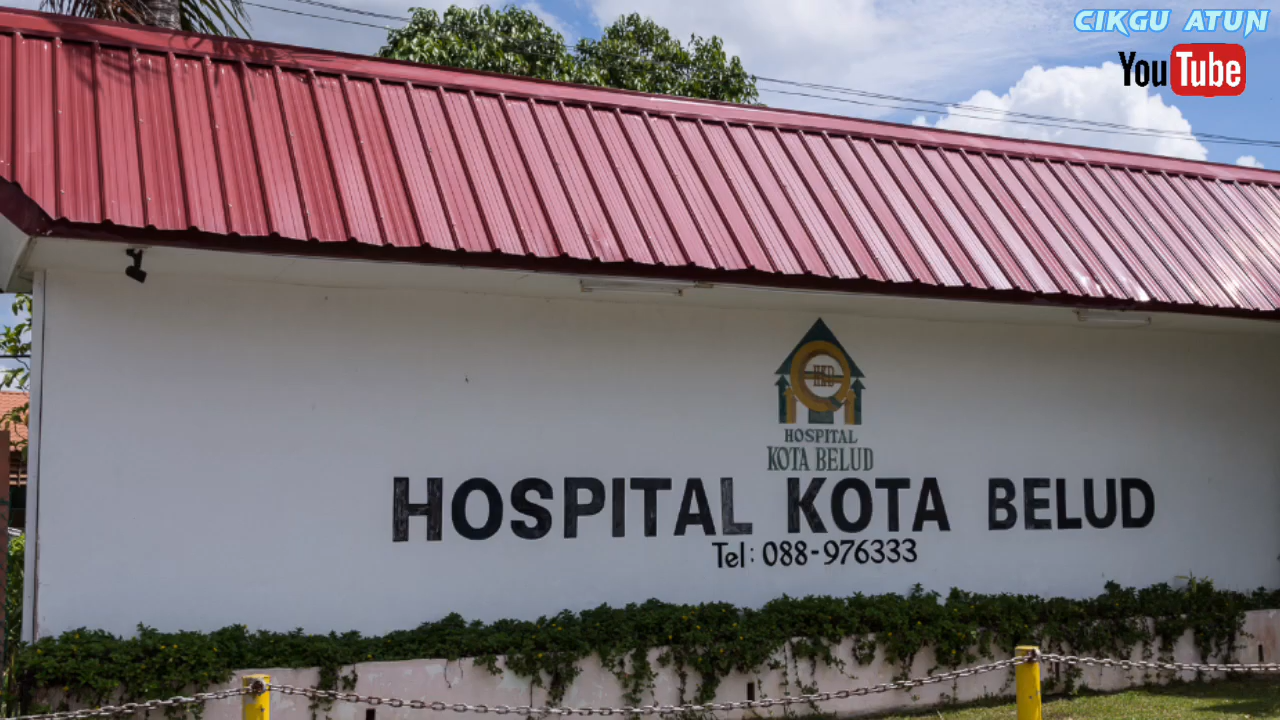 CIKGU ATUN
YouTube
HKB
HOSPITAL
KOTA BELUD
HOSPITAL KOTA BELUD
Tel: 088-976333